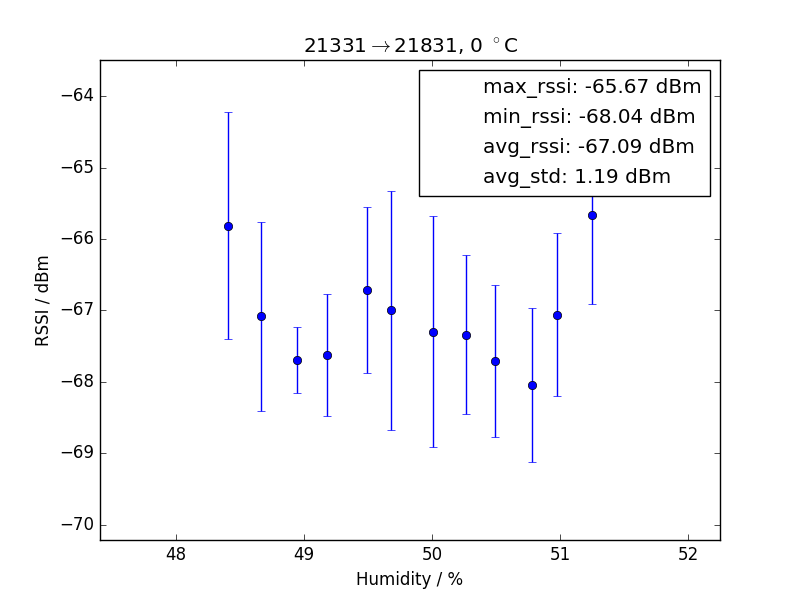 21331→21831, 0 °C
max_rssi: -65.67 dBm
min_rssi: -68.04 dBm
avg_rssi: -67.09 dBm
avg_std: 1.19 dBm
RSSI / dBm
−64
−65
−66
−67
−68
−69
−70
48 49 50 51 52
Humidity / %